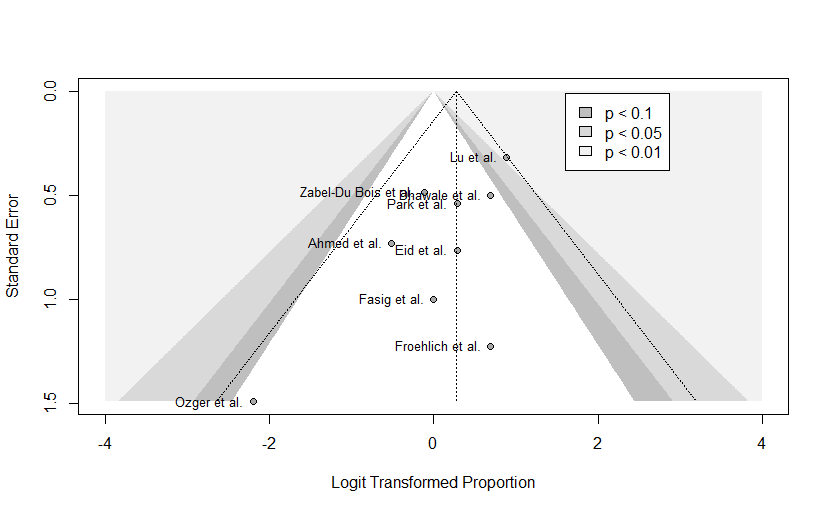 0.0
0.5
1.0
1.5
Standard Error
p < 0.1
p < 0.05
p < 0.01
Lu et al.
Zabel-Du Bois et al.
Dhawale et al.
Park et al.
Ahmed et al.
Eid et al.
Fasig et al.
Froehlich et al.
Ozger et al.
-4
-2
0
2
4
Logit Transformed Proportion